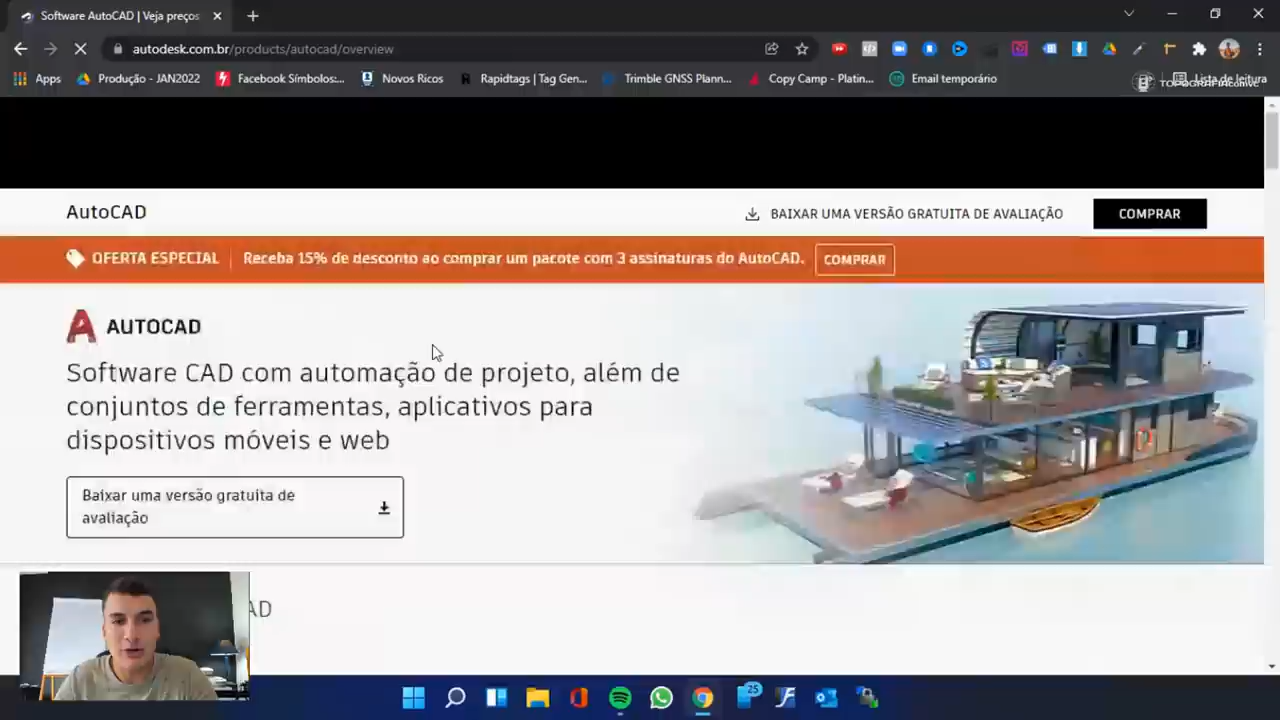 Software AutoCAD | Veja preços
autodesk.com.br/products/autocad/overview
Apps
Produção - JAN2022
Facebook Símbolos:...
Novos Ricos
Rapidtags | Tag Gen...
Trimble GNSS Plann...
Copy Camp - Platin...
Email temporário
Lista de leitura
AutoCAD
BAIXAR UMA VERSÃO GRATUITA DE AVALIAÇÃO
COMPRAR
OFERTA ESPECIAL
Receba 15% de desconto ao comprar um pacote com 3 assinaturas do AutoCAD.
COMPRAR
AUTOCAD
Software CAD com automação de projeto, além de
conjuntos de ferramentas, aplicativos para
dispositivos móveis e web
Baixar uma versão gratuita de
avaliação
AD
25